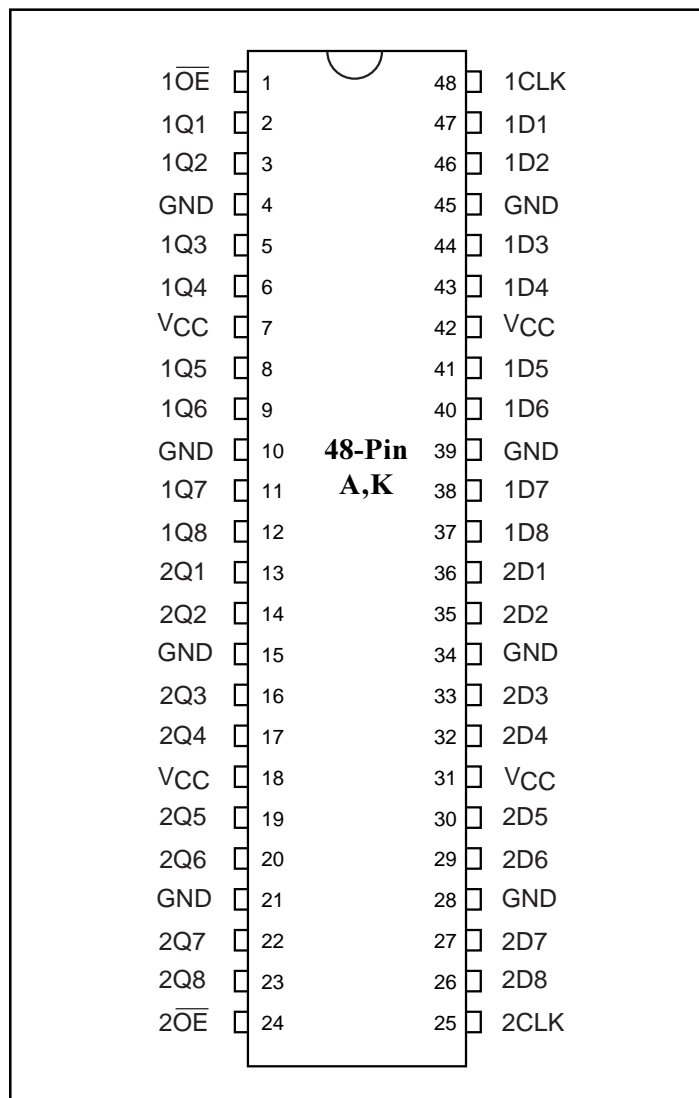 1O̅E̅ 1 48 1CLK
1Q1 2 47 1D1
1Q2 3 46 1D2
GND 4 45 GND
1Q3 5 44 1D3
1Q4 6 43 1D4
VCC 7 42 VCC
1Q5 8 41 1D5
1Q6 9 40 1D6
GND 10 48-Pin 39 GND
1Q7 11 A,K 38 1D7
1Q8 12 37 1D8
2Q1 13 36 2D1
2Q2 14 35 2D2
GND 15 34 GND
2Q3 16 33 2D3
2Q4 17 32 2D4
VCC 18 31 VCC
2Q5 19 30 2D5
2Q6 20 29 2D6
GND 21 28 GND
2Q7 22 27 2D7
2Q8 23 26 2D8
2O̅E̅ 24 25 2CLK